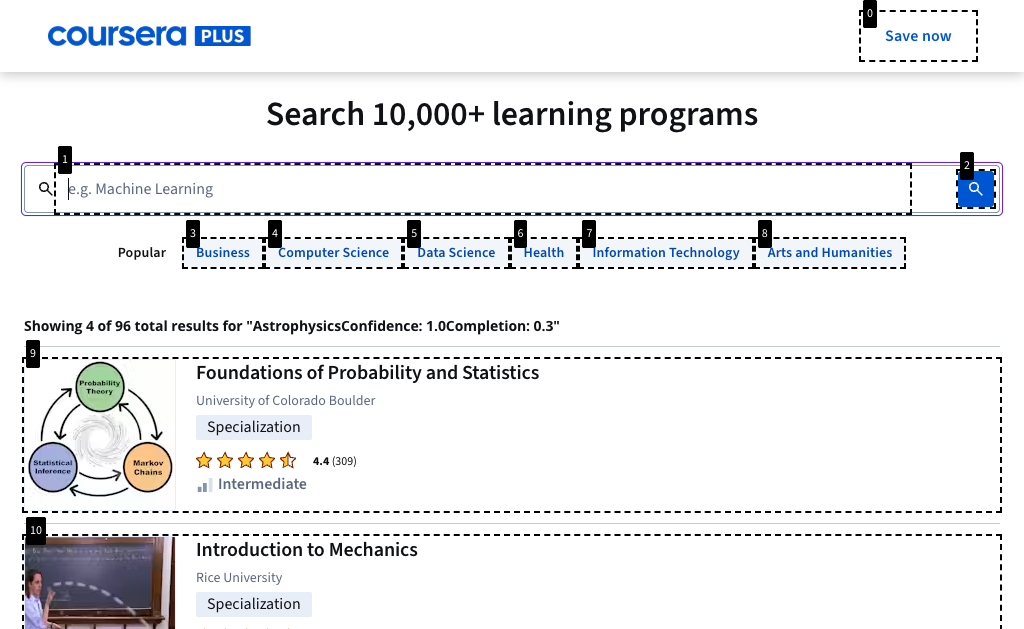 coursera PLUS
0
Save now
Search 10,000+ learning programs
1
e.g. Machine Learning
2
Popular
3
Business
4
Computer Science
5
Data Science
6
Health
7
Information Technology
8
Arts and Humanities
Showing 4 of 96 total results for "AstrophysicsConfidence: 1.0Completion: 0.3"
9
Probability
Theory
Statistical
Inference
Markov
Chains
Foundations of Probability and Statistics
University of Colorado Boulder
Specialization
4.4 (309)
Intermediate
10
Introduction to Mechanics
Rice University
Specialization